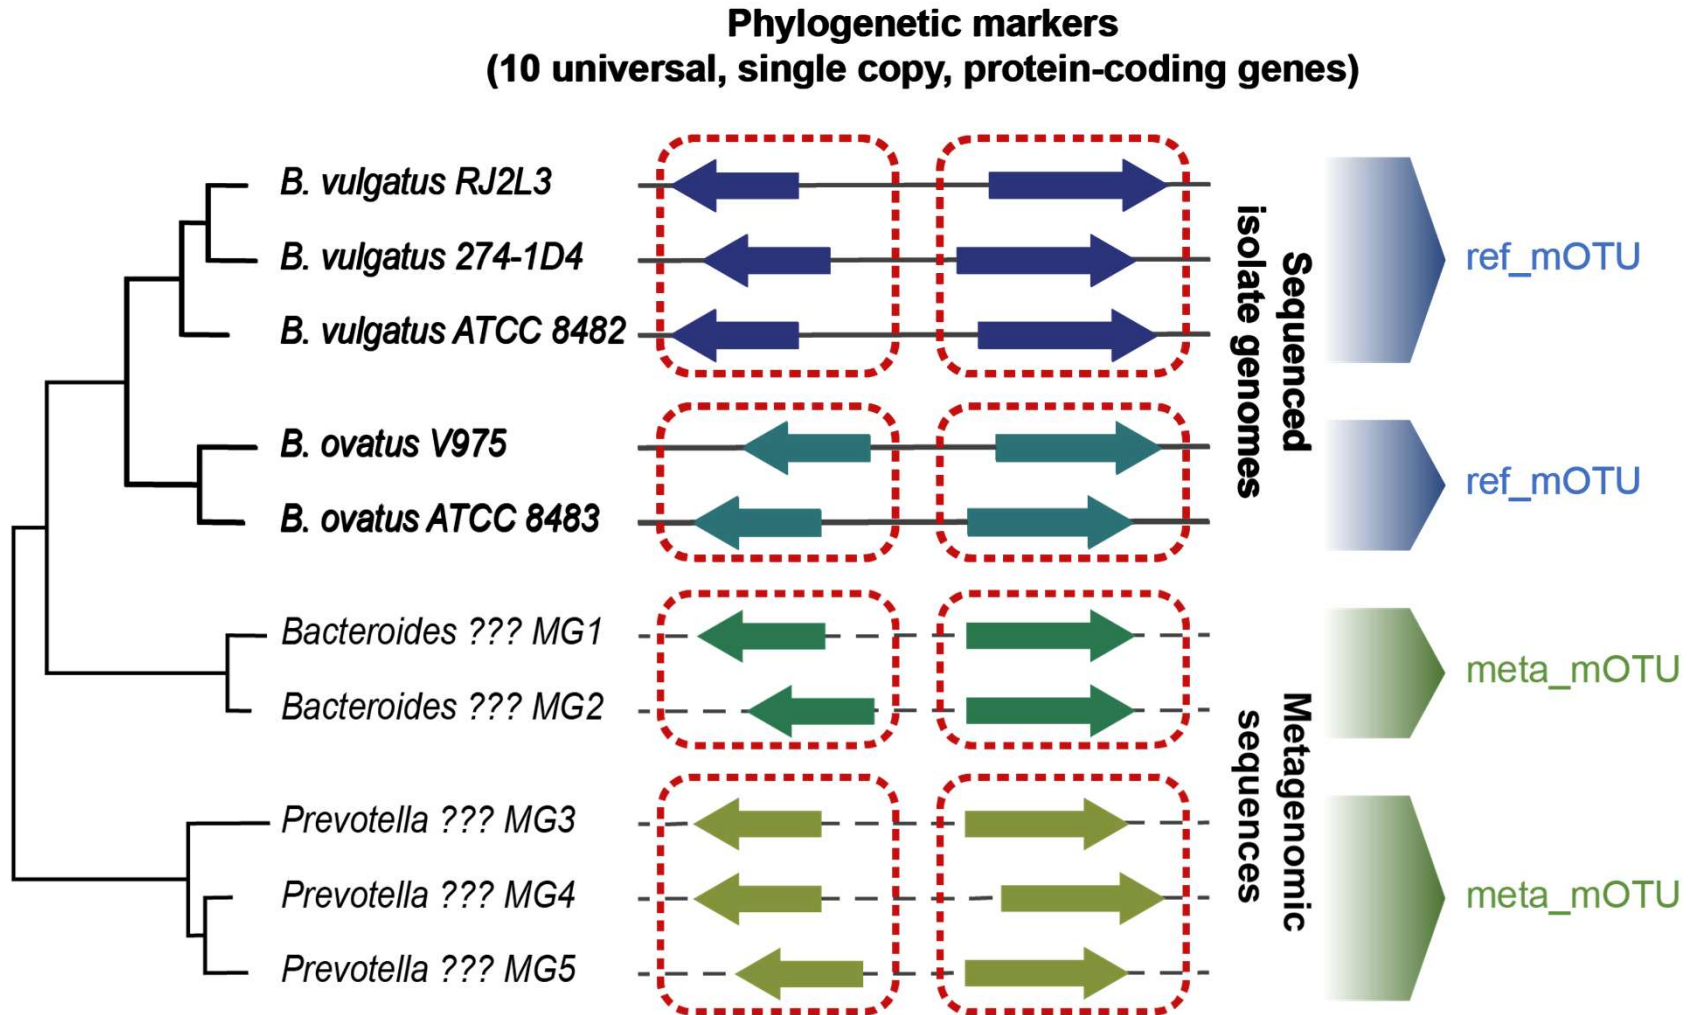 Phylogenetic markers
(10 universal, single copy, protein-coding genes)
B. vulgatus RJ2L3
B. vulgatus 274-1D4
B. vulgatus ATCC 8482
B. ovatus V975
B. ovatus ATCC 8483
Bacteroides ??? MG1
Bacteroides ??? MG2
Prevotella ??? MG3
Prevotella ??? MG4
Prevotella ??? MG5
Sequenced
isolate genomes
Metagenomic
sequences
ref_mOTU
ref_mOTU
meta_mOTU
meta_mOTU